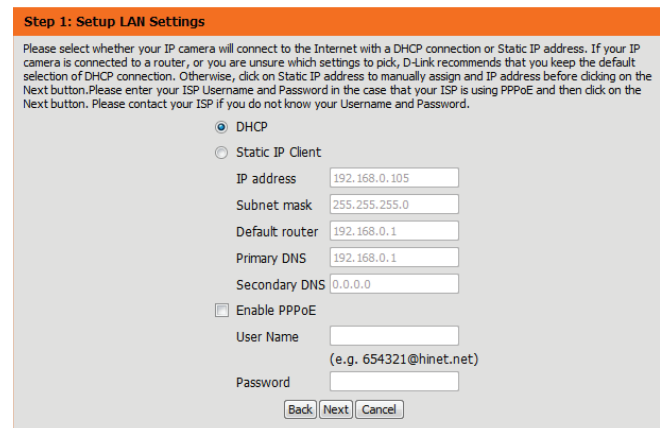 Step 1: Setup LAN Settings
Please select whether your IP camera will connect to the Internet with a DHCP connection or Static IP address. If your IP
camera is connected to a router, or you are unsure which settings to pick, D-Link recommends that you keep the default
selection of DHCP connection. Otherwise, click on Static IP address to manually assign and IP address before clicking on the
Next button.Please enter your ISP Username and Password in the case that your ISP is using PPPoE and then click on the
Next button. Please contact your ISP if you do not know your Username and Password.
DHCP
Static IP Client
IP address 192.168.0.105
Subnet mask 255.255.255.0
Default router 192.168.0.1
Primary DNS 192.168.0.1
Secondary DNS 0.0.0.0
Enable PPPoE
User Name
(e.g. 654321@hinet.net)
Password
Back Next Cancel